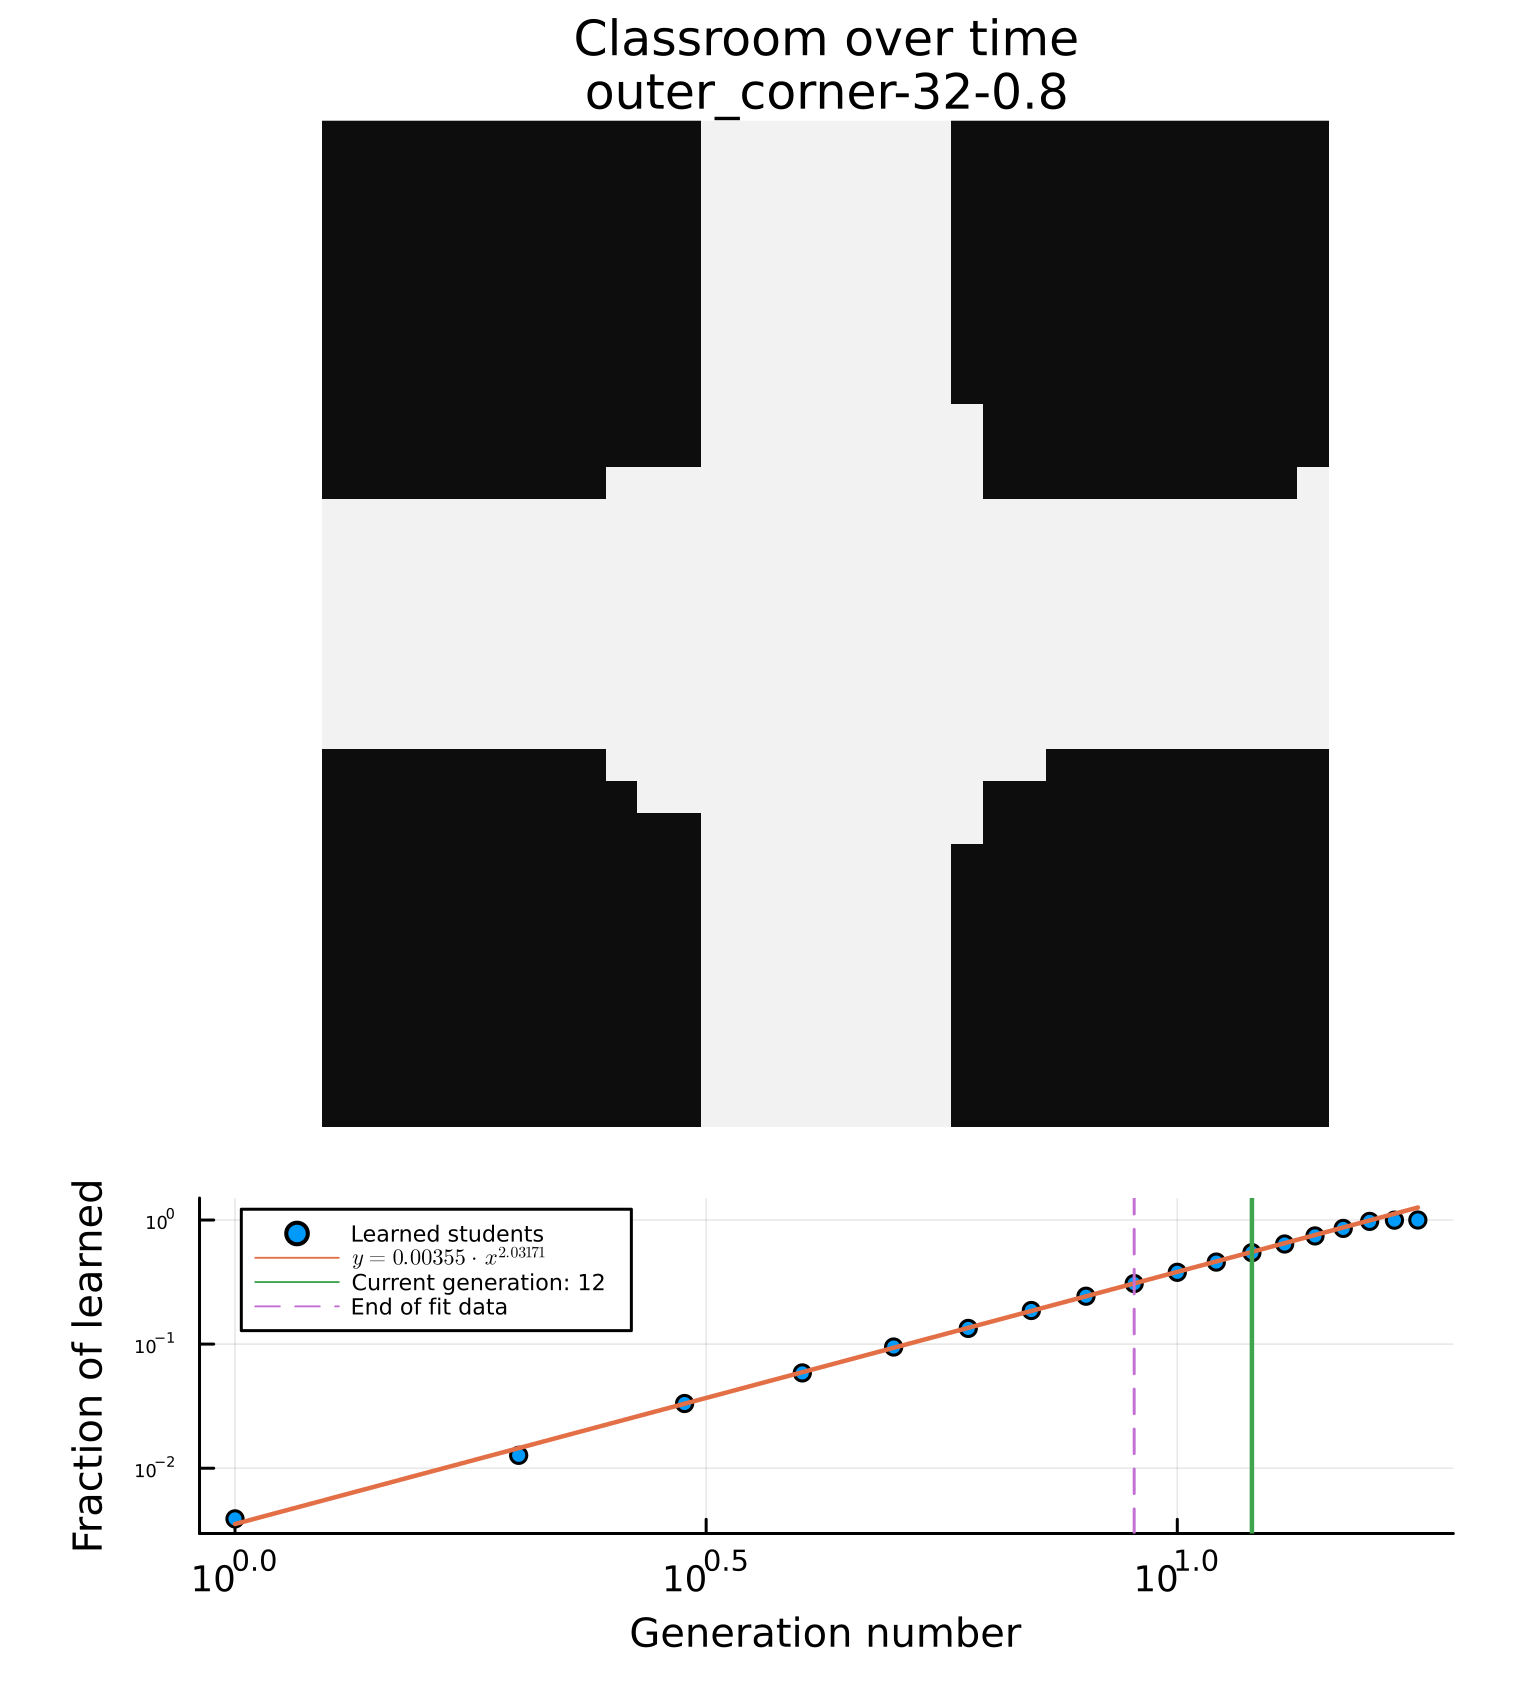 Classroom over time
outer_corner-32-0.8
Fraction of learned
10⁰
10⁻¹
10⁻²
Learned students
y = 0.00355 · x^2.03171
Current generation: 12
End of fit data
10^0.0 10^0.5 10^1.0
Generation number